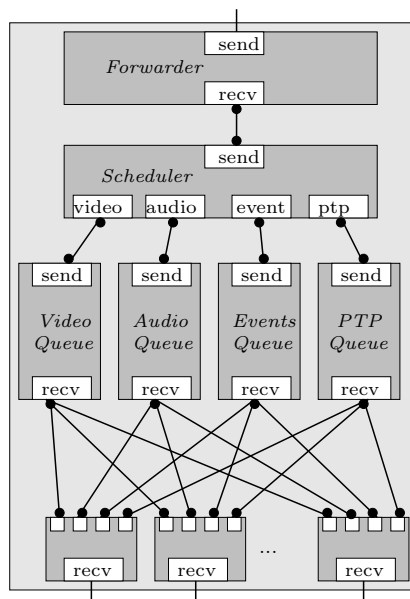 send
Forwarder
recv
send
Scheduler
video audio event ptp
send send send send
Video Audio Events PTP
Queue Queue Queue Queue
recv recv recv recv
...
recv recv recv